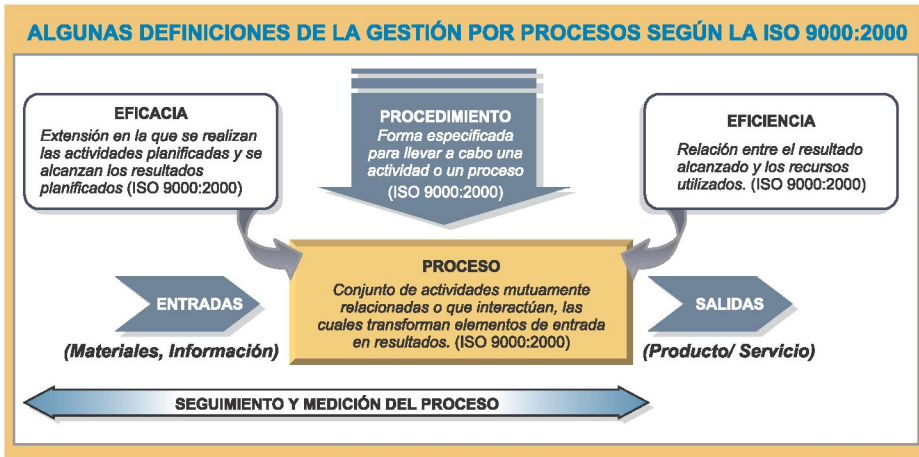 ALGUNAS DEFINICIONES DE LA GESTIÓN POR PROCESOS SEGÚN LA ISO 9000:2000
EFICACIA
Extensión en la que se realizan
las actividades planificadas y se
alcanzan los resultados
planificados (ISO 9000:2000)
PROCEDIMIENTO
Forma especificada
para llevar a cabo una
actividad o un proceso
(ISO 9000:2000)
EFICIENCIA
Relación entre el resultado
alcanzado y los recursos
utilizados. (ISO 9000:2000)
ENTRADAS
(Materiales, Información)
PROCESO
Conjunto de actividades mutuamente
relacionadas o que interactúan, las
cuales transforman elementos de entrada
en resultados. (ISO 9000:2000)
SALIDAS
(Producto/ Servicio)
SEGUIMIENTO Y MEDICIÓN DEL PROCESO